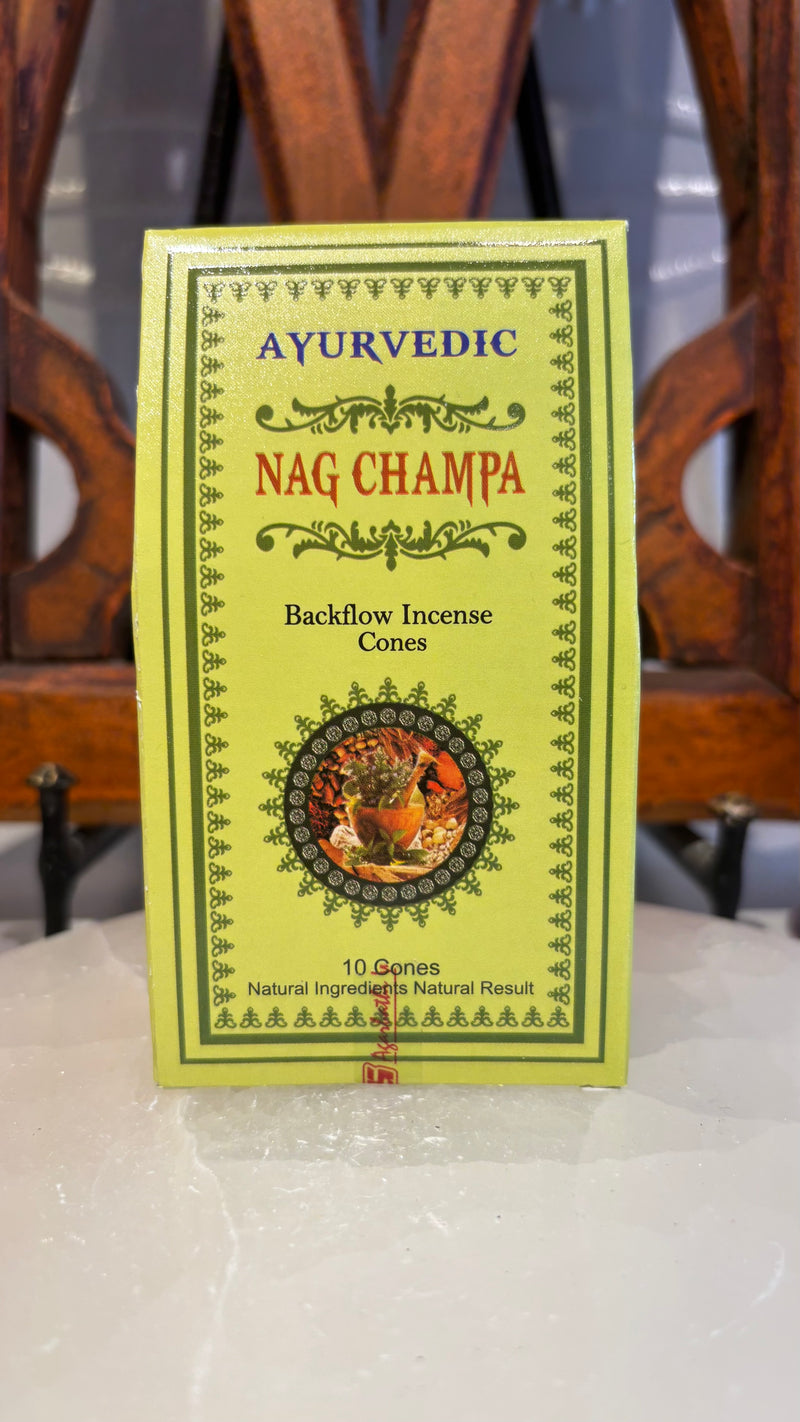 AYURVEDIC
NAG CHAMPA
Backflow Incense
Cones
10 Cones
Natural Ingredients Natural Result